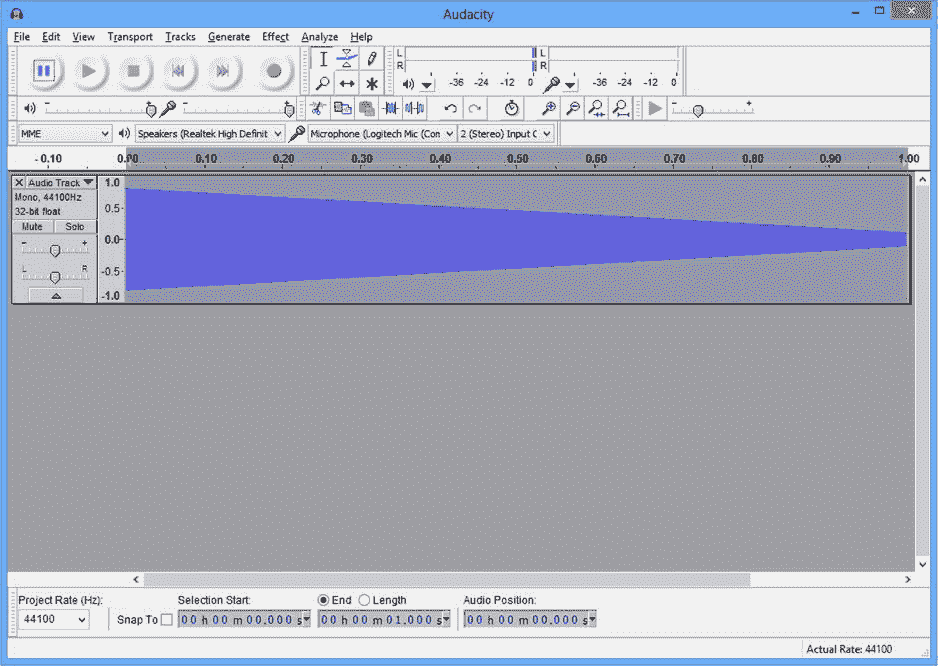 Audacity
File Edit View Transport Tracks Generate Effect Analyze Help
L L
R R
-36 -24 -12 0 -36 -24 -12 0
- + - + - +
MME Speakers (Realtek High Definit Microphone (Logitech Mic (Con 2 (Stereo) Input C
-0.10 0.00 0.10 0.20 0.30 0.40 0.50 0.60 0.70 0.80 0.90 1.00
X Audio Track 1.0
Mono, 44100Hz
32-bit float 0.5
Mute Solo
- + 0.0
L R -0.5
-1.0
Project Rate (Hz): Selection Start: End Length Audio Position:
44100 Snap To 00 h 00 m 00.000 s 00 h 00 m 01.000 s 00 h 00 m 00.000 s
Actual Rate: 44100